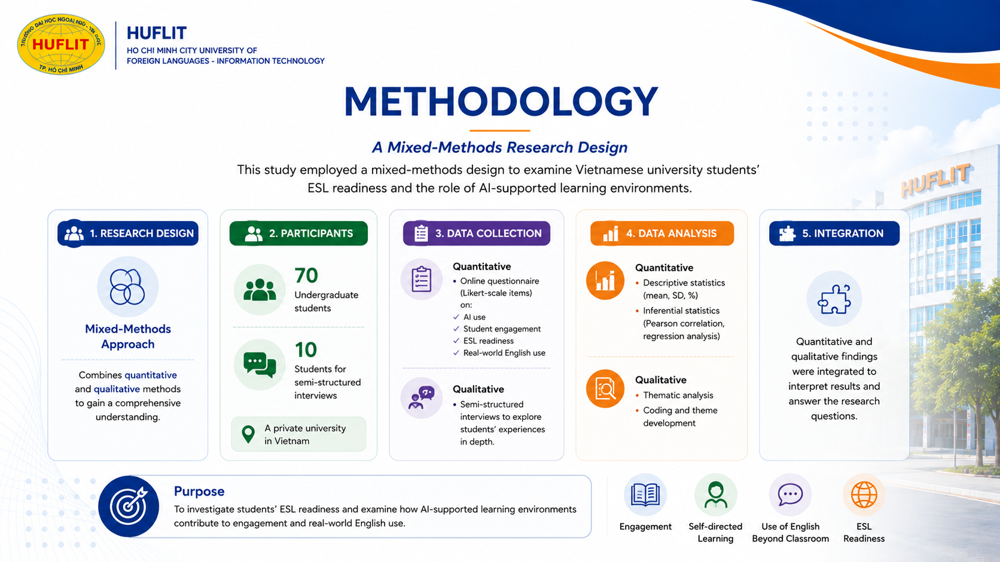 TRƯỜNG ĐẠI HỌC NGOẠI NGỮ - TIN HỌC
HUFLIT
TP. HỒ CHÍ MINH
HUFLIT
HO CHI MINH CITY UNIVERSITY OF
FOREIGN LANGUAGES - INFORMATION TECHNOLOGY
METHODOLOGY
A Mixed-Methods Research Design
This study employed a mixed-methods design to examine Vietnamese university students’
ESL readiness and the role of AI-supported learning environments.
HUFLIT
1. RESEARCH DESIGN
Mixed-Methods
Approach
Combines quantitative
and qualitative methods
to gain a comprehensive
understanding.
2. PARTICIPANTS
70
Undergraduate
students
10
Students for
semi-structured
interviews
A private university
in Vietnam
3. DATA COLLECTION
Quantitative
• Online questionnaire
(Likert-scale items)
on:
✓ AI use
✓ Student engagement
✓ ESL readiness
✓ Real-world English use
Qualitative
• Semi-structured
interviews to explore
students’ experiences
in depth.
4. DATA ANALYSIS
Quantitative
• Descriptive statistics
(mean, SD, %)
• Inferential statistics
(Pearson correlation,
regression analysis)
Qualitative
• Thematic analysis
• Coding and theme
development
5. INTEGRATION
Quantitative and
qualitative findings
were integrated to
interpret results and
answer the research
questions.
Purpose
To investigate students’ ESL readiness and examine how AI-supported learning environments
contribute to engagement and real-world English use.
Engagement
Self-directed
Learning
Use of English
Beyond Classroom
ESL
Readiness